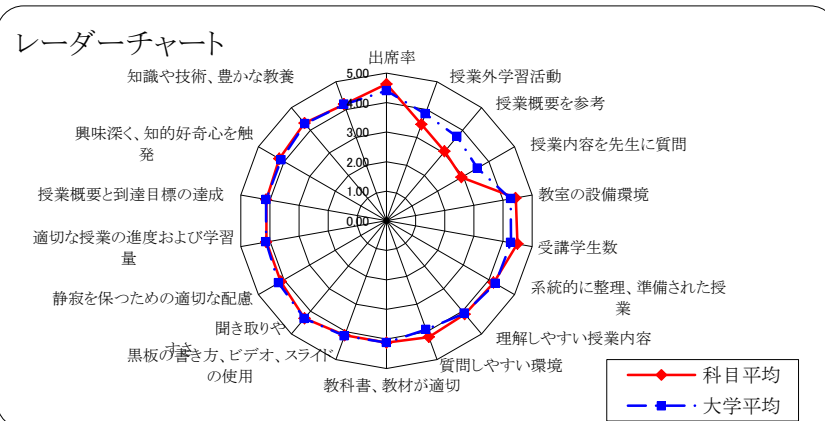 レーダーチャート
出席率
授業外学習活動
授業概要を参考
授業内容を先生に質問
教室の設備環境
受講学生数
系統的に整理、準備された授
業
理解しやすい授業内容
質問しやすい環境
教科書、教材が適切
黒板の書き方、ビデオ、スライド
の使用
聞き取りや
すさ
静寂を保つための適切な配慮
適切な授業の進度および学習
量
授業概要と到達目標の達成
興味深く、知的好奇心を触
発
知識や技術、豊かな教養
5.00
4.00
3.00
2.00
1.00
0.00
科目平均
大学平均